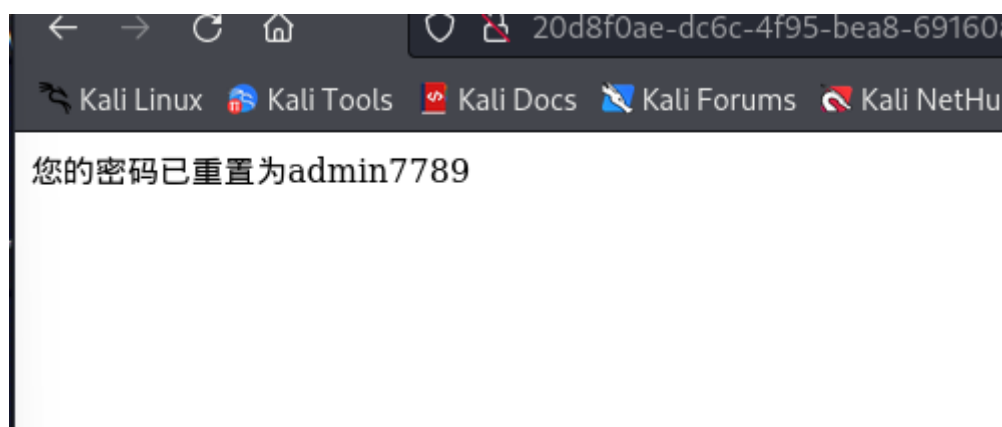 20d8f0ae-dc6c-4f95-bea8-69160
Kali Linux Kali Tools Kali Docs Kali Forums Kali NetHu
您的密码已重置为admin7789